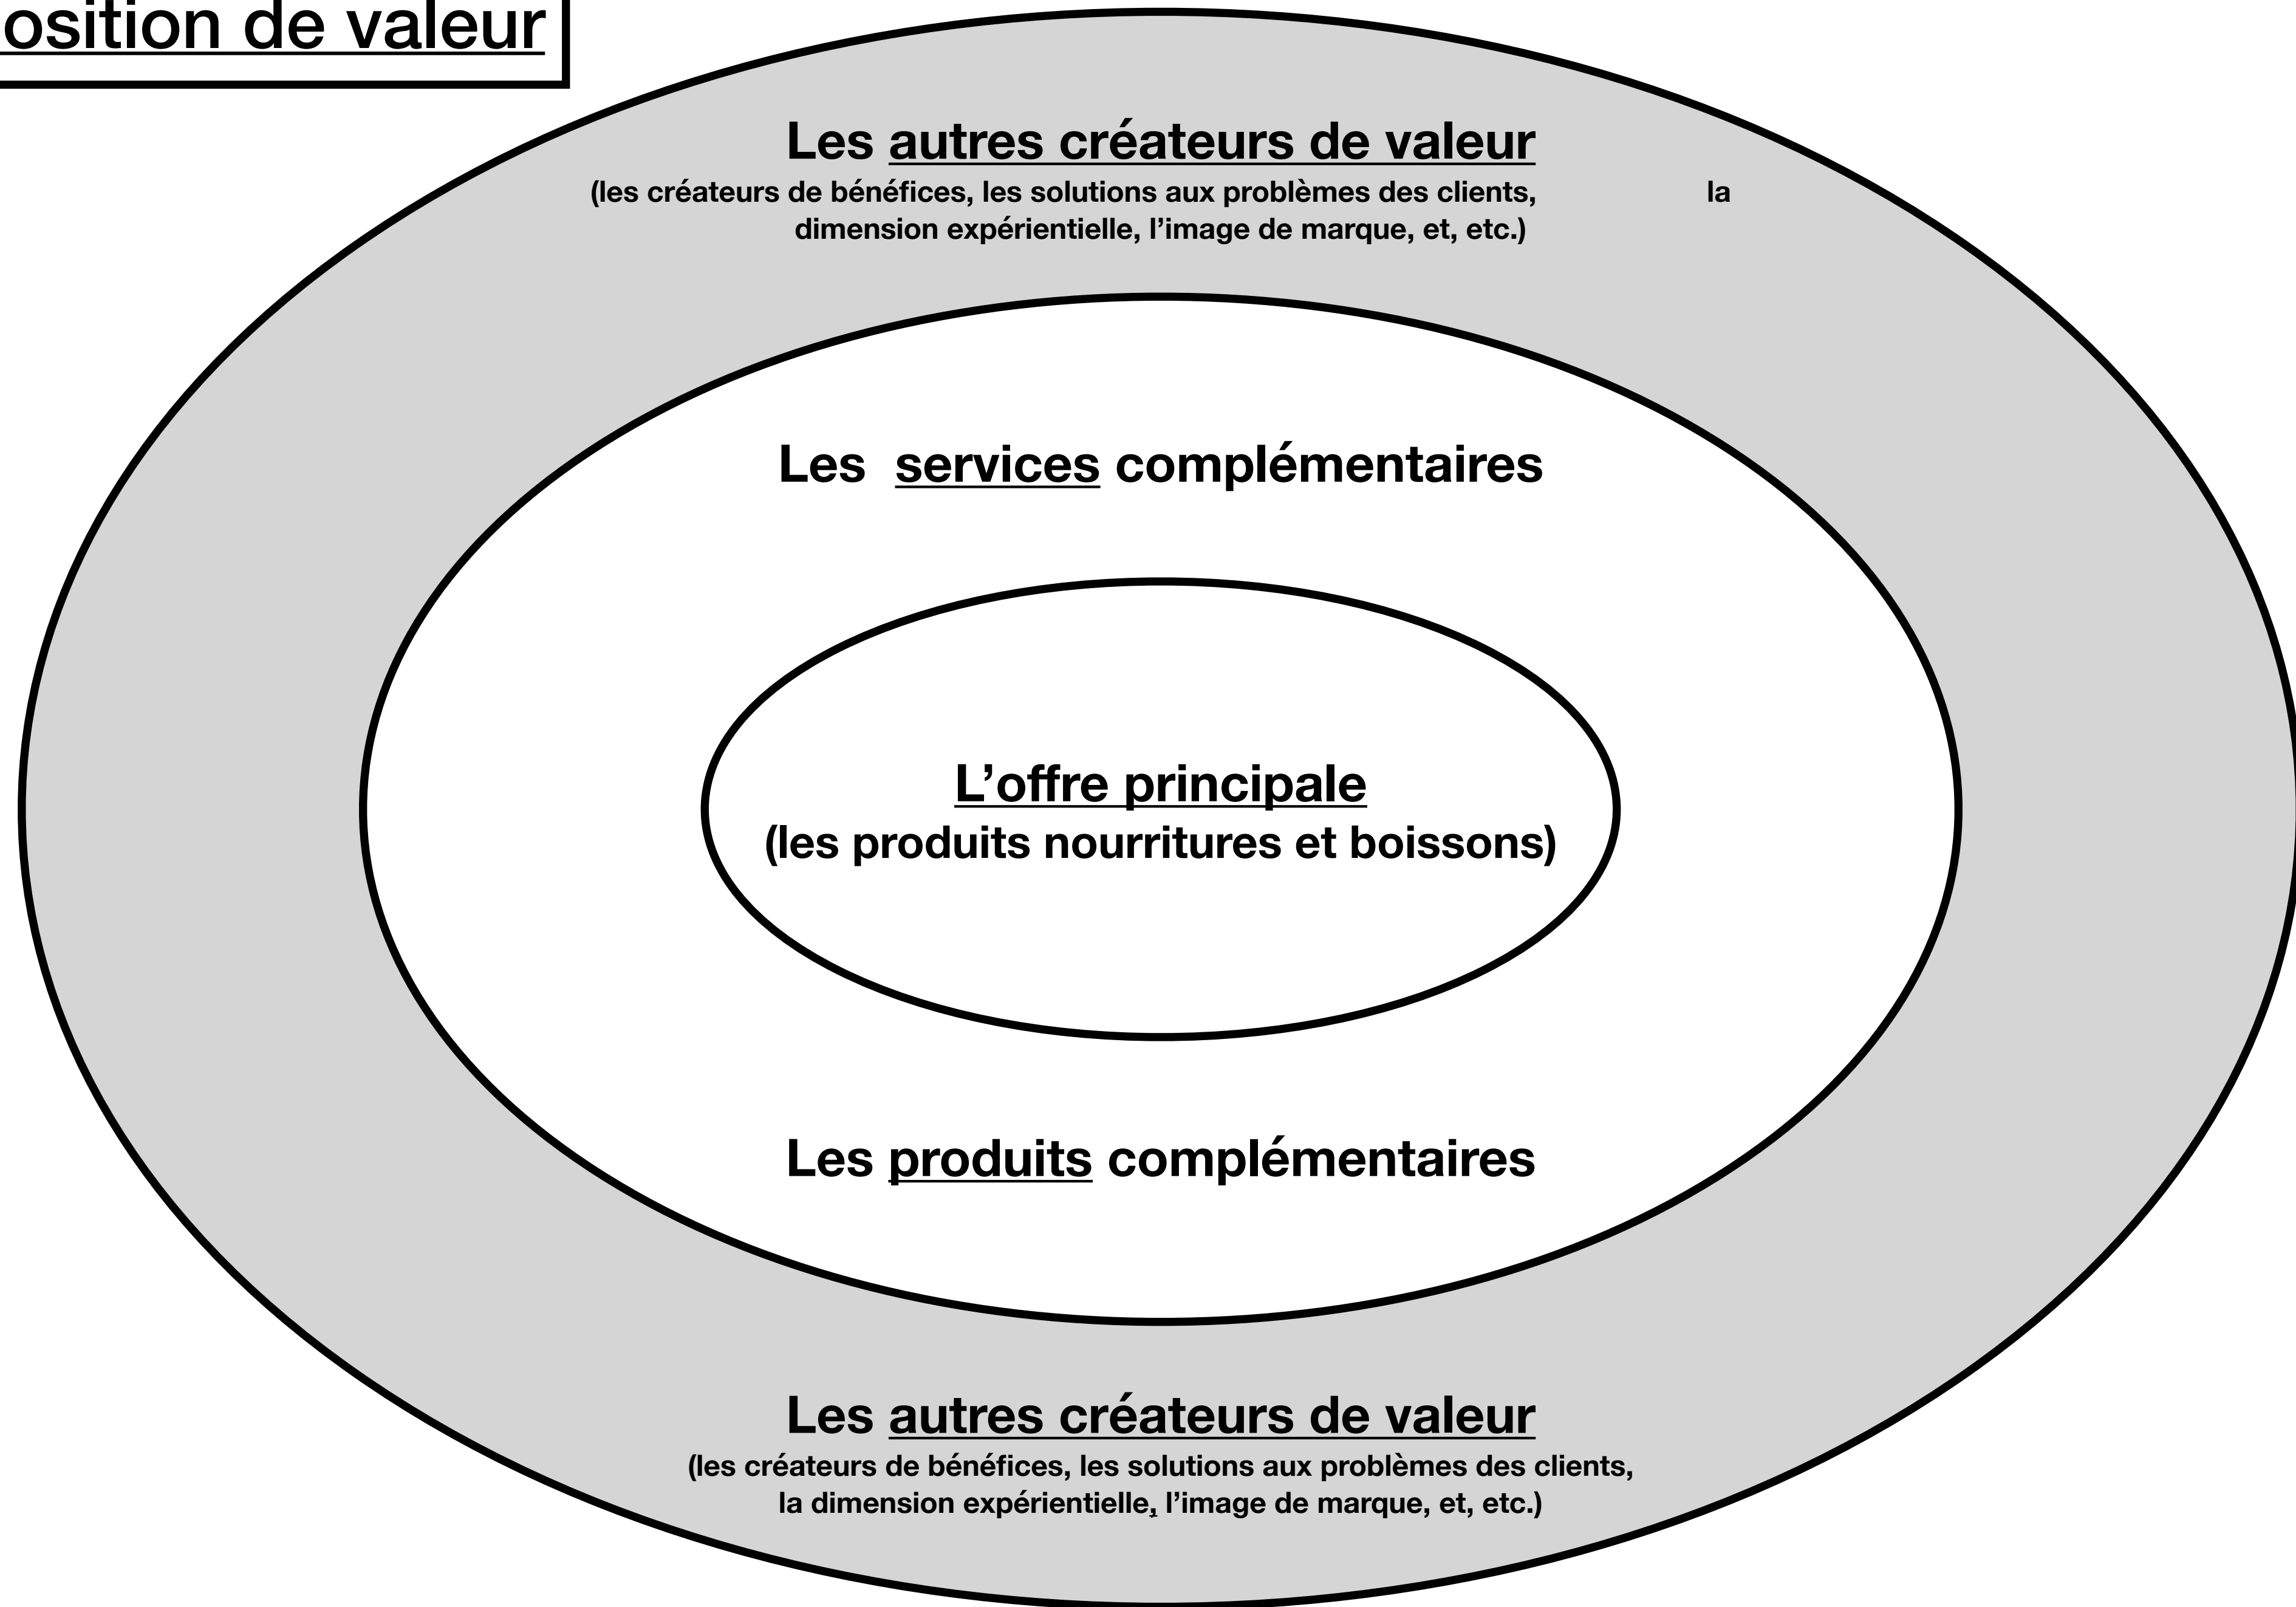 osition de valeur
Les autres créateurs de valeur
(les créateurs de bénéfices, les solutions aux problèmes des clients, la
dimension expérientielle, l’image de marque, et, etc.)
Les services complémentaires
L’offre principale
(les produits nourritures et boissons)
Les produits complémentaires
Les autres créateurs de valeur
(les créateurs de bénéfices, les solutions aux problèmes des clients,
la dimension expérientielle, l’image de marque, et, etc.)